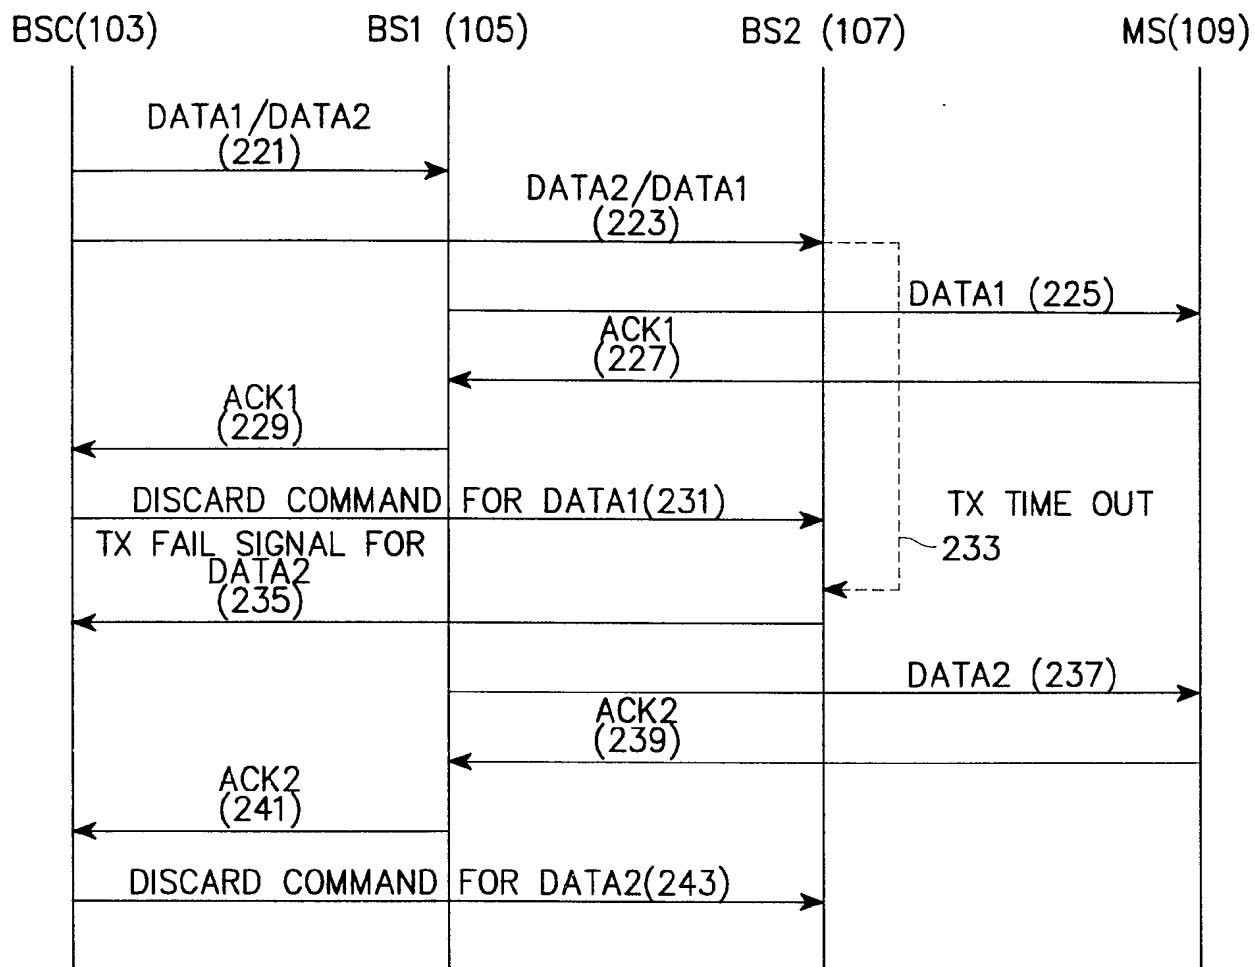 BSC(103) BS1 (105) BS2 (107) MS(109)
DATA1/DATA2
(221)
DATA2/DATA1
(223)
DATA1 (225)
ACK1
(227)
ACK1
(229)
DISCARD COMMAND FOR DATA1(231)
TX TIME OUT
233
TX FAIL SIGNAL FOR
DATA2
(235)
DATA2 (237)
ACK2
(239)
ACK2
(241)
DISCARD COMMAND FOR DATA2(243)